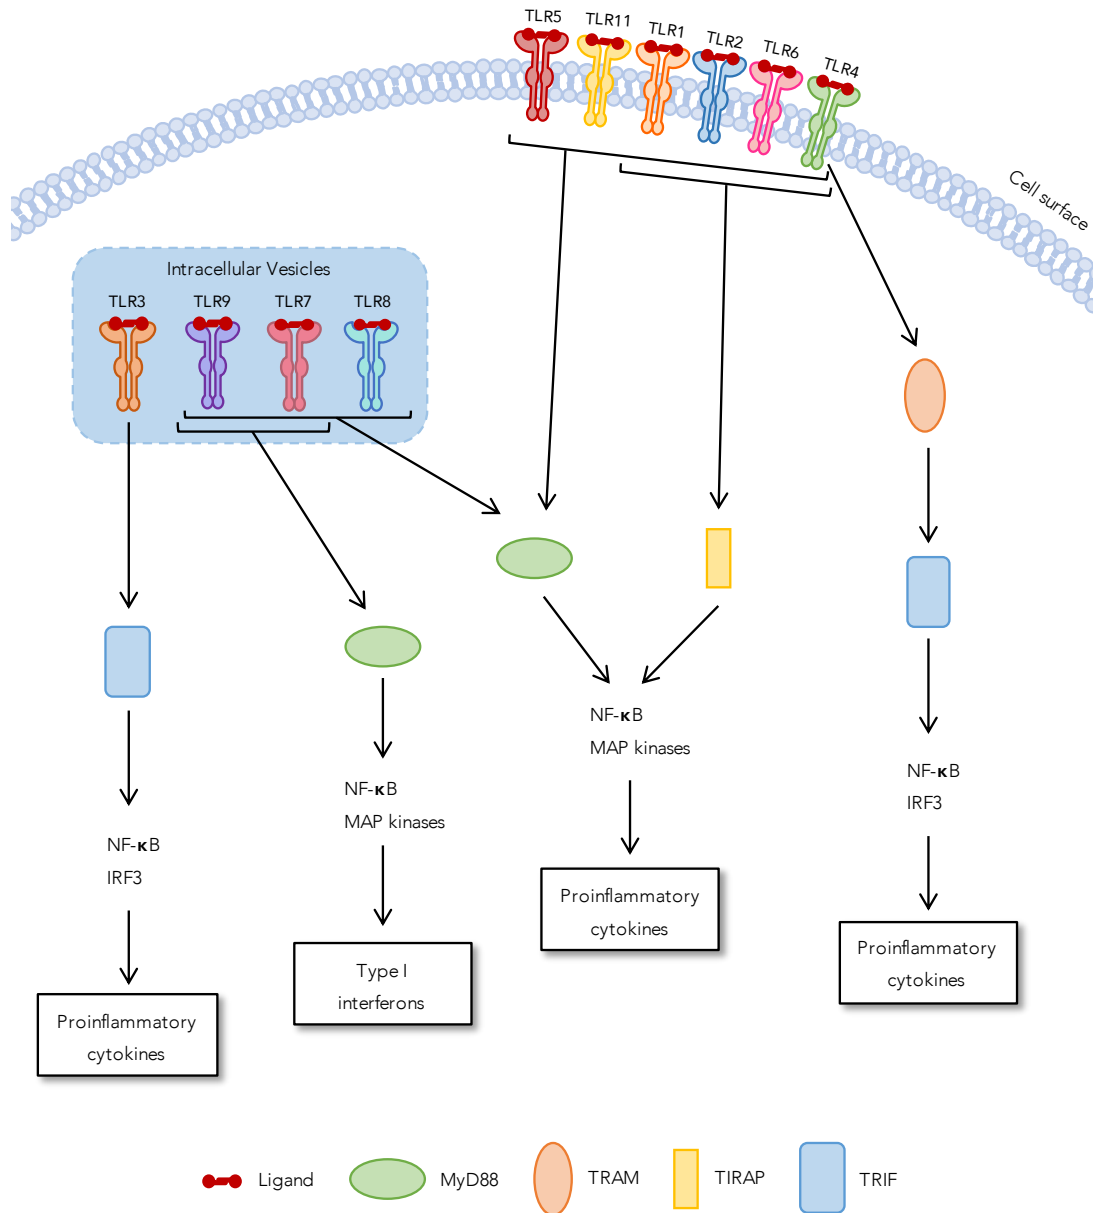 TLR5
TLR11
TLR1
TLR2
TLR6
TLR4
Cell surface
Intracellular Vesicles
TLR3
TLR9
TLR7
TLR8
NF-κB
MAP kinases
NF-κB
IRF3
NF-κB
MAP kinases
NF-κB
IRF3
Proinflammatory
cytokines
Proinflammatory
cytokines
Type I
interferons
Proinflammatory
cytokines
Ligand
MyD88
TRAM
TIRAP
TRIF